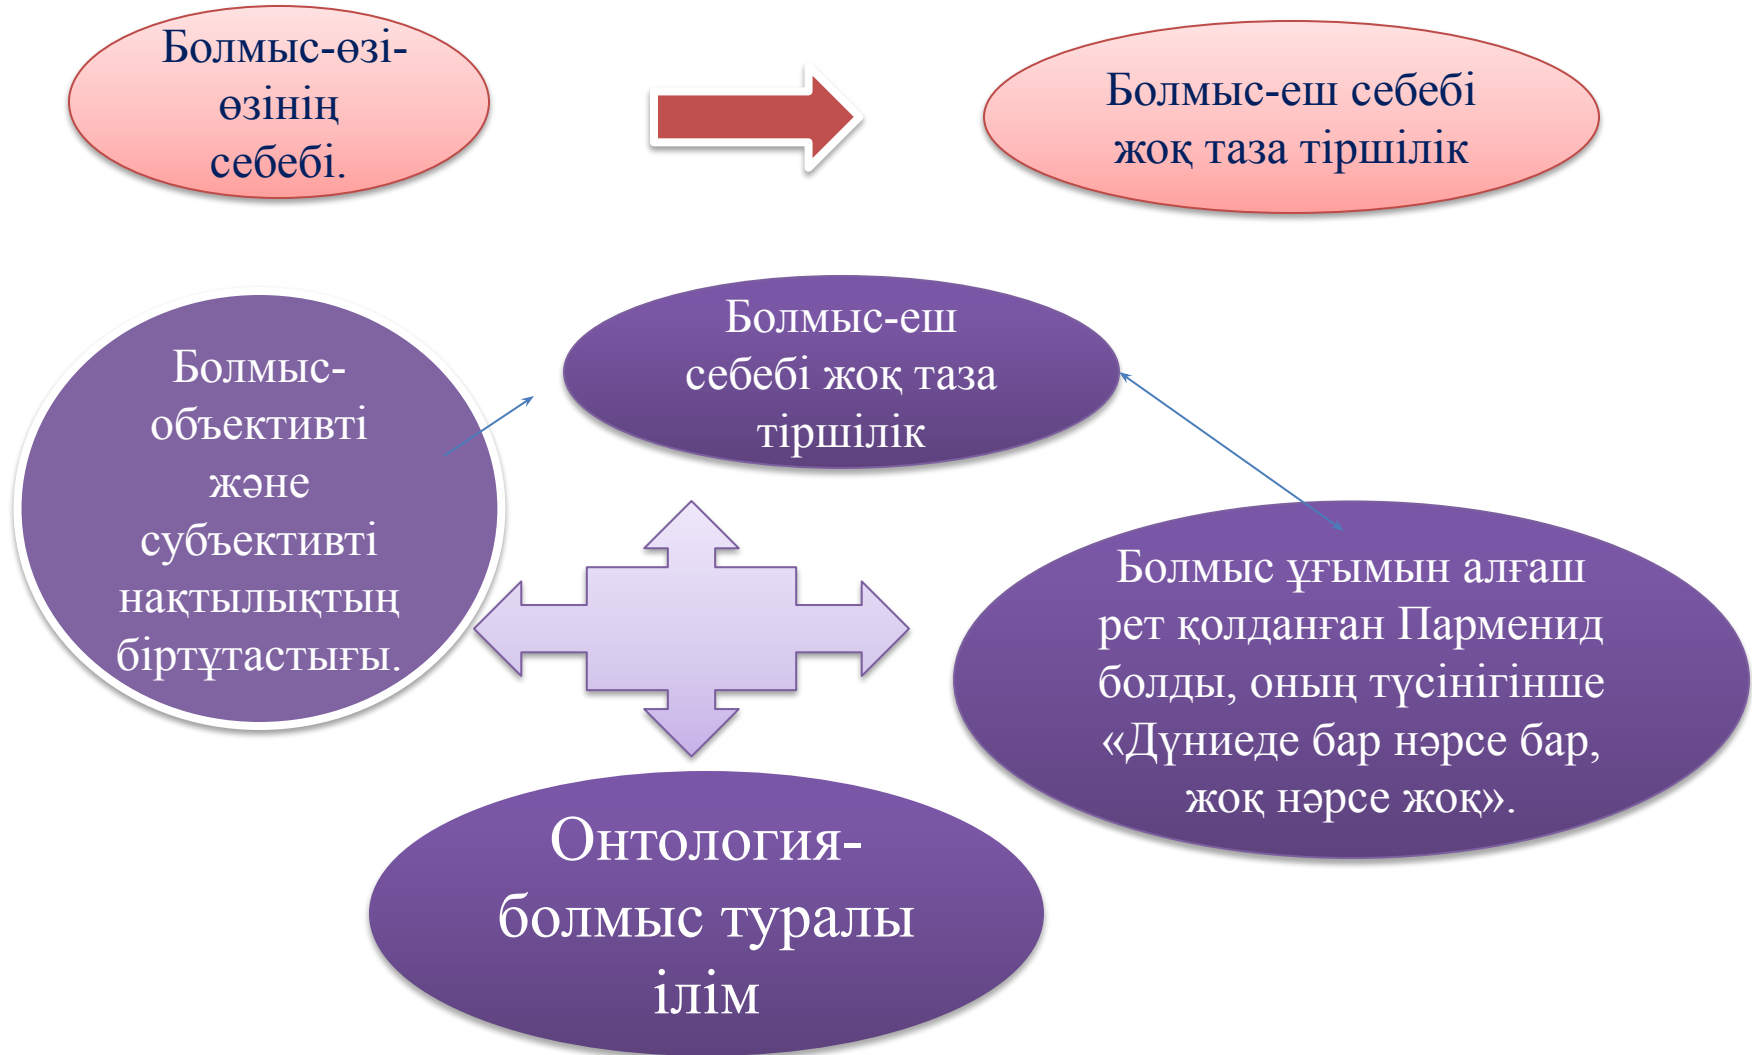 Болмыс-өзі-
өзінің
себебі.
Болмыс-еш себебі
жоқ таза тіршілік
Болмыс-еш
себебі жоқ таза
тіршілік
Болмыс-
объективті
және
субъективті
нақтылықтың
біртұтастығы.
Болмыс ұғымын алғаш
рет қолданған Парменид
болды, оның түсінігінше
«Дүниеде бар нәрсе бар,
жоқ нәрсе жоқ».
Онтология-
болмыс туралы
ілім